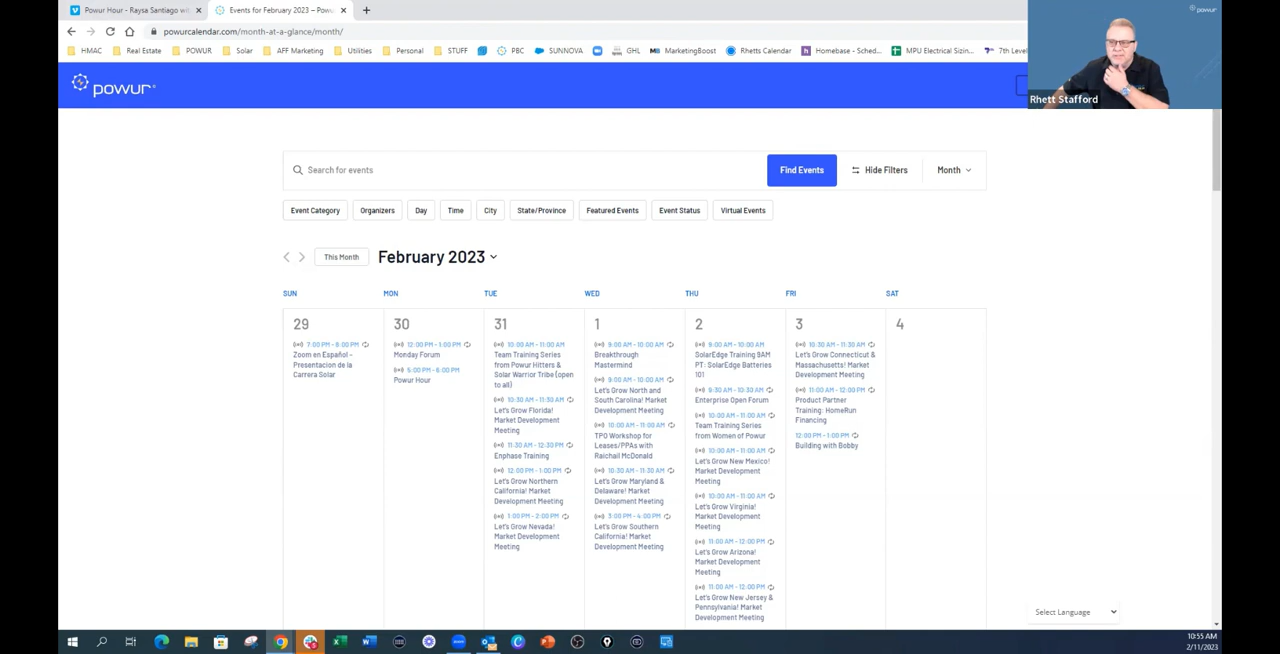 Powur Hour - Raysa Santiago wit
Events for February 2023 – Powu
powur
powurcalendar.com/month-at-a-glance/month/
HMAC
Real Estate
POWUR
Solar
AFF Marketing
Utilities
Personal
STUFF
PBC
SUNNOVA
GHL
MarketingBoost
Rhetts Calendar
Homebase - Sched...
MPU Electrical Sizin...
7th Level
powur
Rhett Stafford
Search for events
Find Events
Hide Filters
Month
Event Category
Organizers
Day
Time
City
State/Province
Featured Events
Event Status
Virtual Events
This Month
February 2023
SUN
MON
TUE
WED
THU
FRI
SAT
29
7:00 PM - 8:00 PM
Zoom en Español –
Presentacion de la
Carrera Solar
30
12:00 PM - 1:00 PM
Monday Forum
5:00 PM - 6:00 PM
Powur Hour
31
10:00 AM - 11:00 AM
Team Training Series
from Powur Hitters &
Solar Warrior Tribe (open
to all)
10:30 AM - 11:30 AM
Let's Grow Florida!
Market Development
Meeting
11:30 AM - 12:30 PM
Enphase Training
12:00 PM - 1:00 PM
Let's Grow Northern
California! Market
Development Meeting
1:00 PM - 2:00 PM
Let's Grow Nevada!
Market Development
Meeting
1
9:00 AM - 10:00 AM
Breakthrough
Mastermind
9:00 AM - 10:00 AM
Let's Grow North and
South Carolina! Market
Development Meeting
10:00 AM - 11:00 AM
TPO Workshop for
Leases/PPAs with
Raichall McDonald
10:30 AM - 11:30 AM
Let's Grow Maryland &
Delaware! Market
Development Meeting
3:00 PM - 4:00 PM
Let's Grow Southern
California! Market
Development Meeting
2
9:00 AM - 10:00 AM
SolarEdge Training 9AM
PT: SolarEdge Batteries
101
9:30 AM - 10:30 AM
Enterprise Open Forum
10:00 AM - 11:00 AM
Team Training Series
from Women of Powur
10:00 AM - 11:00 AM
Let's Grow New Mexico!
Market Development
Meeting
10:00 AM - 11:00 AM
Let's Grow Virginia!
Market Development
Meeting
11:00 AM - 12:00 PM
Let's Grow Arizona!
Market Development
Meeting
11:00 AM - 12:00 PM
Let's Grow New Jersey &
Pennsylvania! Market
Development Meeting
3
10:30 AM - 11:30 AM
Let's Grow Connecticut &
Massachusetts! Market
Development Meeting
11:00 AM - 12:00 PM
Product Partner
Training: HomeRun
Financing
12:00 PM - 1:00 PM
Building with Bobby
4
Select Language
10:55 AM
2/11/2023